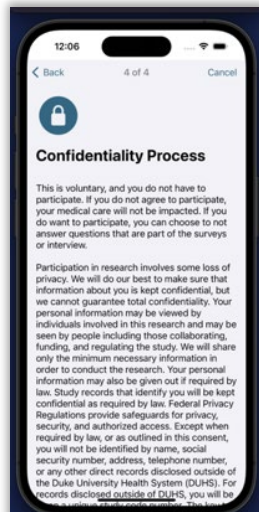 12:06
Back
4 of 4
Cancel
Confidentiality Process
This is voluntary, and you do not have to
participate. If you do not agree to participate,
your medical care will not be impacted. If you
do want to participate, you can choose to not
answer questions that are part of the surveys
or interview.
Participation in research involves some loss of
privacy. We will do our best to make sure that
information about you is kept confidential, but
we cannot guarantee total confidentiality. Your
personal information may be viewed by
individuals involved in this research and may be
seen by people including those collaborating,
funding, and regulating the study. We will share
only the minimum necessary information in
order to conduct the research. Your personal
information may also be given out if required by
law. Study records that identify you will be kept
confidential as required by law. Federal Privacy
Regulations provide safeguards for privacy,
security, and authorized access. Except when
required by law, or as outlined in this consent,
you will not be identified by name, social
security number, address, telephone number,
or any other direct records disclosed outside of
the Duke University Health System (DUHS). For
records disclosed outside of DUHS, you will be
a unique study code number. The key